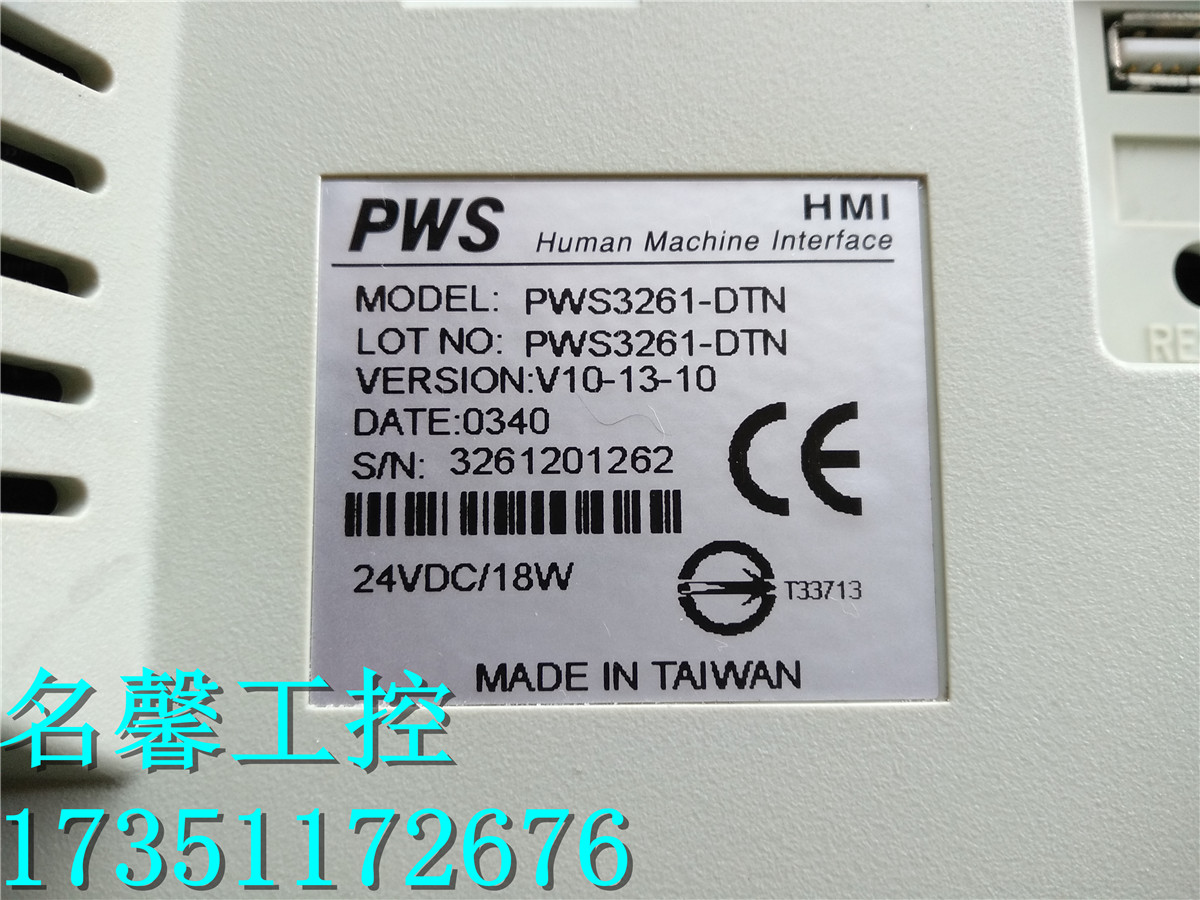 PWS HMI
Human Machine Interface
MODEL: PWS3261-DTN
LOT NO: PWS3261-DTN
VERSION:V10-13-10
DATE:0340
S/N: 3261201262
24VDC/18W
T33713
MADE IN TAIWAN
RE
名馨工控
17351172676